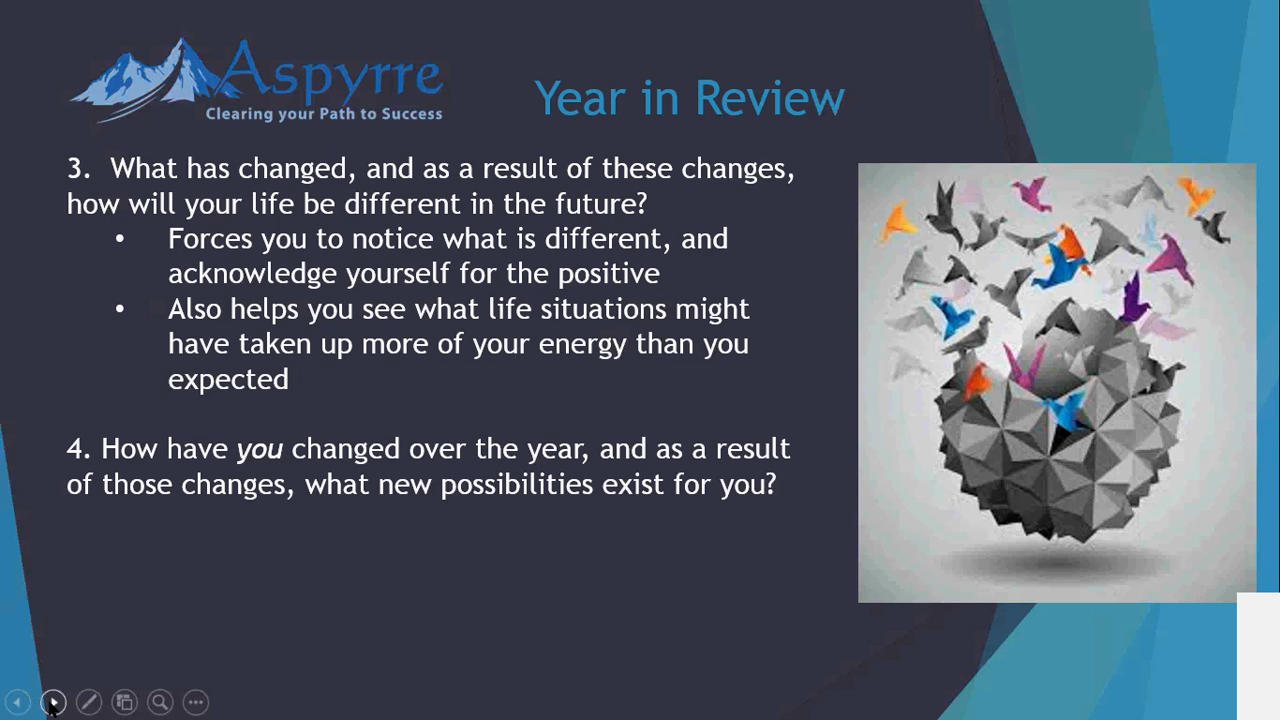 Aspyrre
Clearing your Path to Success
Year in Review
3. What has changed, and as a result of these changes,
how will your life be different in the future?
• Forces you to notice what is different, and
acknowledge yourself for the positive
• Also helps you see what life situations might
have taken up more of your energy than you
expected
4. How have you changed over the year, and as a result
of those changes, what new possibilities exist for you?